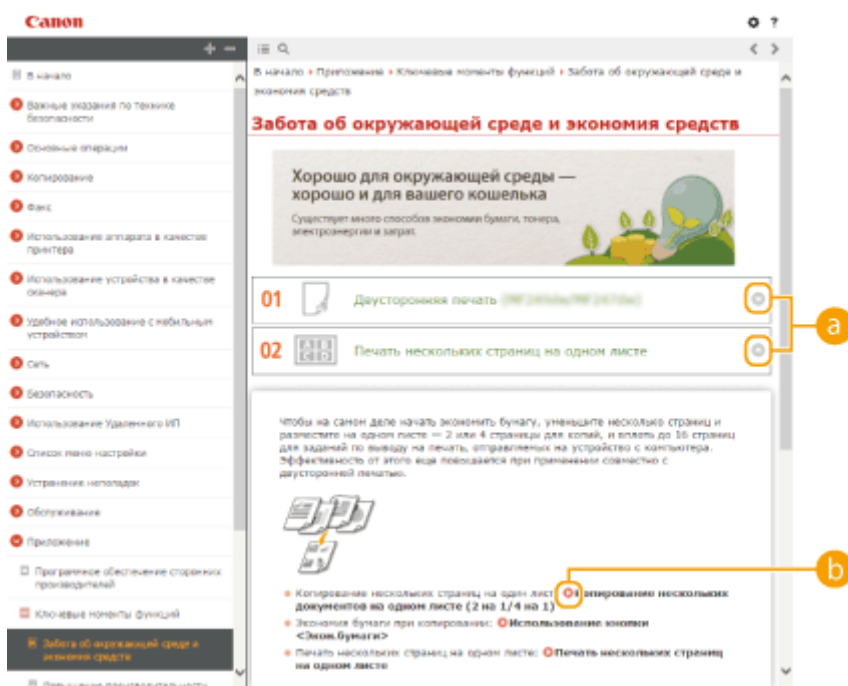 Canon
?
В начало
Важные указания по технике
безопасности
Основные операции
Копирование
Факс
Использование аппарата в качестве
принтера
Использование устройства в качестве
сканера
Удобное использование с мобильным
устройством
Сеть
Безопасность
Использование Удаленного ИП
Список меню настройки
Устранение неполадок
Обслуживание
Приложение
Программное обеспечение сторонних
производителей
Ключевые моменты функций
Забота об окружающей среде и
экономия средств
В начало › Приложение › Ключевые моменты функций › Забота об окружающей среде и
экономия средств
Забота об окружающей среде и экономия средств
Хорошо для окружающей среды —
хорошо и для вашего кошелька
Существует много способов экономии бумаги, тонера,
электроэнергии и затрат.
01 Двусторонняя печать
a
02 A B C D Печать нескольких страниц на одном листе
Чтобы на самом деле начать экономить бумагу, уменьшите несколько страниц и
разместите на одном листе — 2 или 4 страницы для копий, и вплоть до 16 страниц
для заданий по выводу на печать, отправляемых на устройство с компьютера.
Эффективность от этого еще повышается при применении совместно с
двусторонней печатью.
b
Копирование нескольких страниц на один лист Копирование нескольких
документов на одном листе (2 на 1/4 на 1)
Экономия бумаги при копировании: Использование кнопки
<Экон.бумаги>
Печать нескольких страниц на одном листе: Печать нескольких страниц
на одном листе